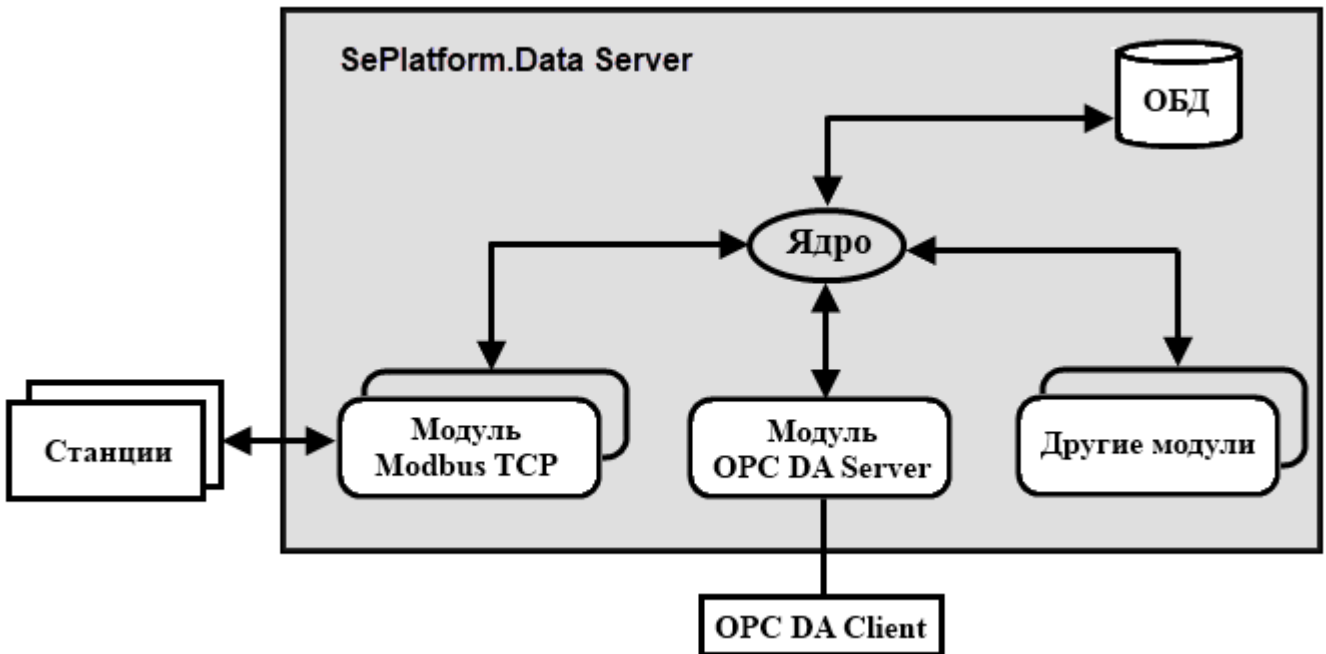 SePlatform.Data Server
ОБД
Ядро
Станции
Модуль
Modbus TCP
Модуль
OPC DA Server
Другие модули
OPC DA Client